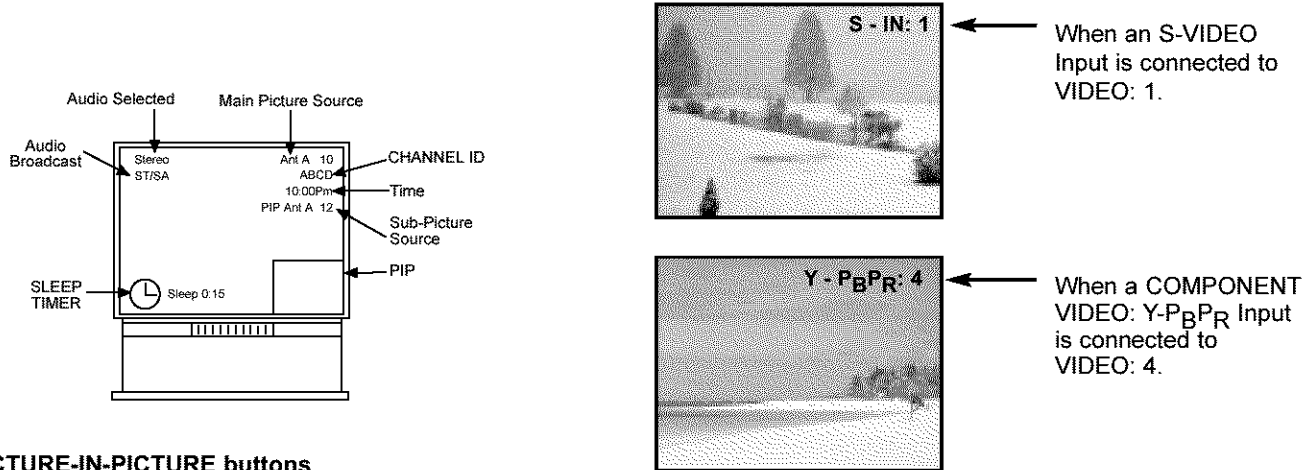 Audio Selected
Main Picture Source
Audio
Broadcast
Stereo
ST/SA
Ant A 10
ABCD
10:00Pm
PIP Ant A 12
CHANNEL ID
Time
Sub-Picture
Source
PIP
SLEEP
TIMER
Sleep 0:15
S - IN: 1
When an S-VIDEO
Input is connected to
VIDEO: 1.
Y - PBPR: 4
When a COMPONENT
VIDEO: Y-PBPR Input
is connected to
VIDEO: 4.
CTURE-IN-PICTURE buttons